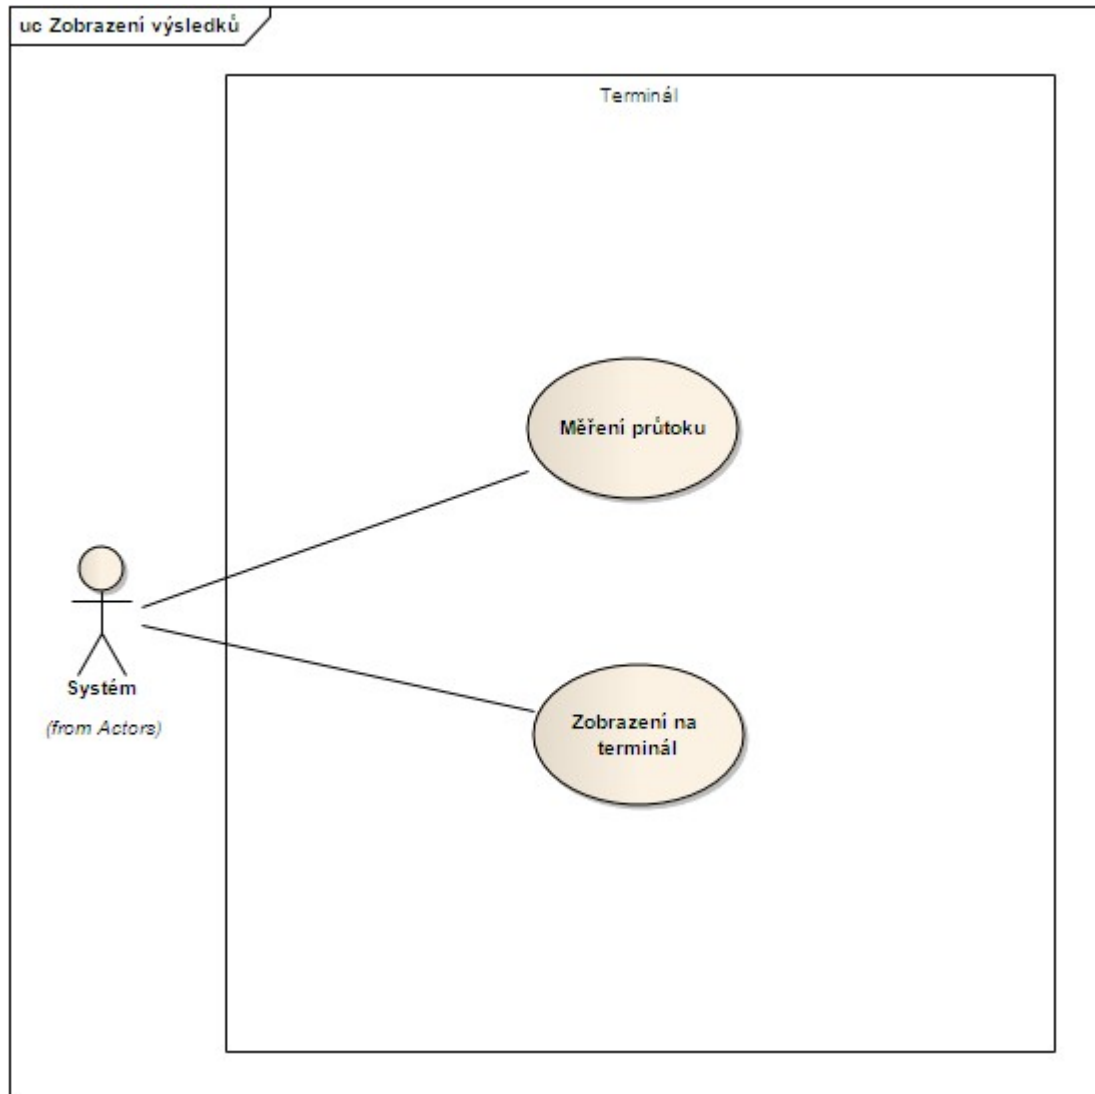 uc Zobrazení výsledků
Terminál
Měření průtoku
Systém
(from Actors)
Zobrazení na
terminál